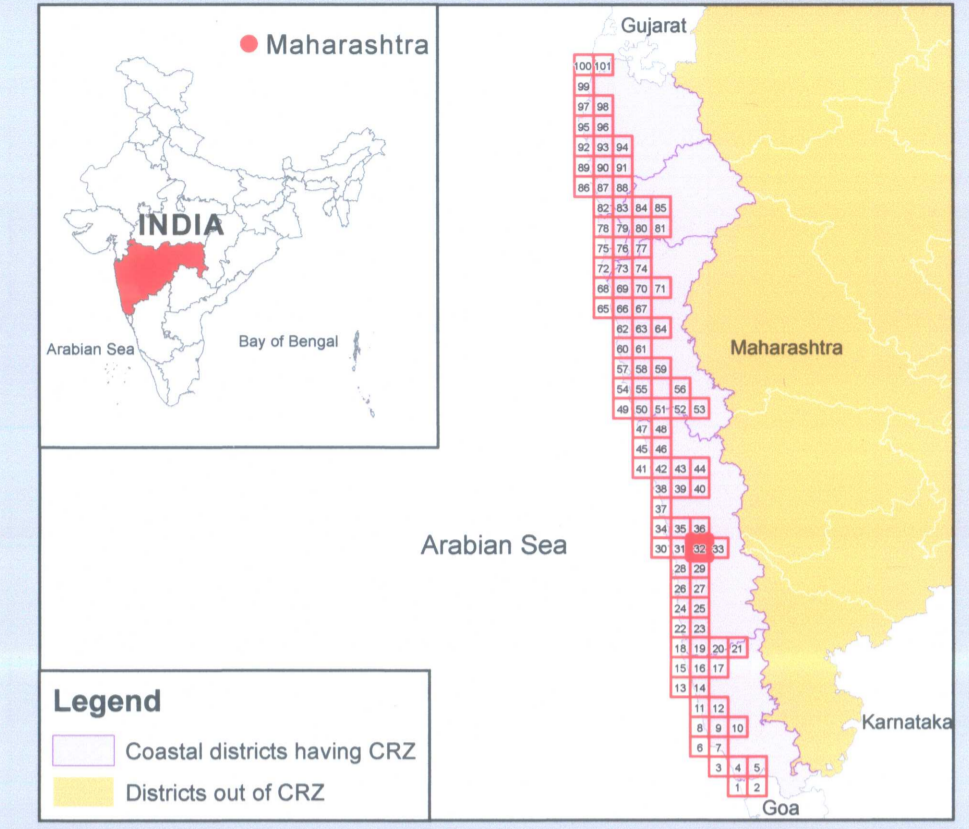 Maharashtra
INDIA
Arabian Sea
Bay of Bengal
Gujarat
100 101
99
97 98
95 96
92 93 94
89 90 91
86 87 88
82 83 84 85
78 79 80 81
75 76 77
72 73 74
68 69 70 71
65 66 67
62 63 64
60 61
Maharashtra
57 58 59
54 55 56
49 50 51 52 53
47 48
45 46
41 42 43 44
38 39 40
37
34 35 36
Arabian Sea
30 31 32 33
28 29
26 27
24 25
22 23
18 19 20 21
15 16 17
13 14
11 12
8 9 10
Karnataka
6 7
3 4 5
1 2
Goa
Legend
Coastal districts having CRZ
Districts out of CRZ